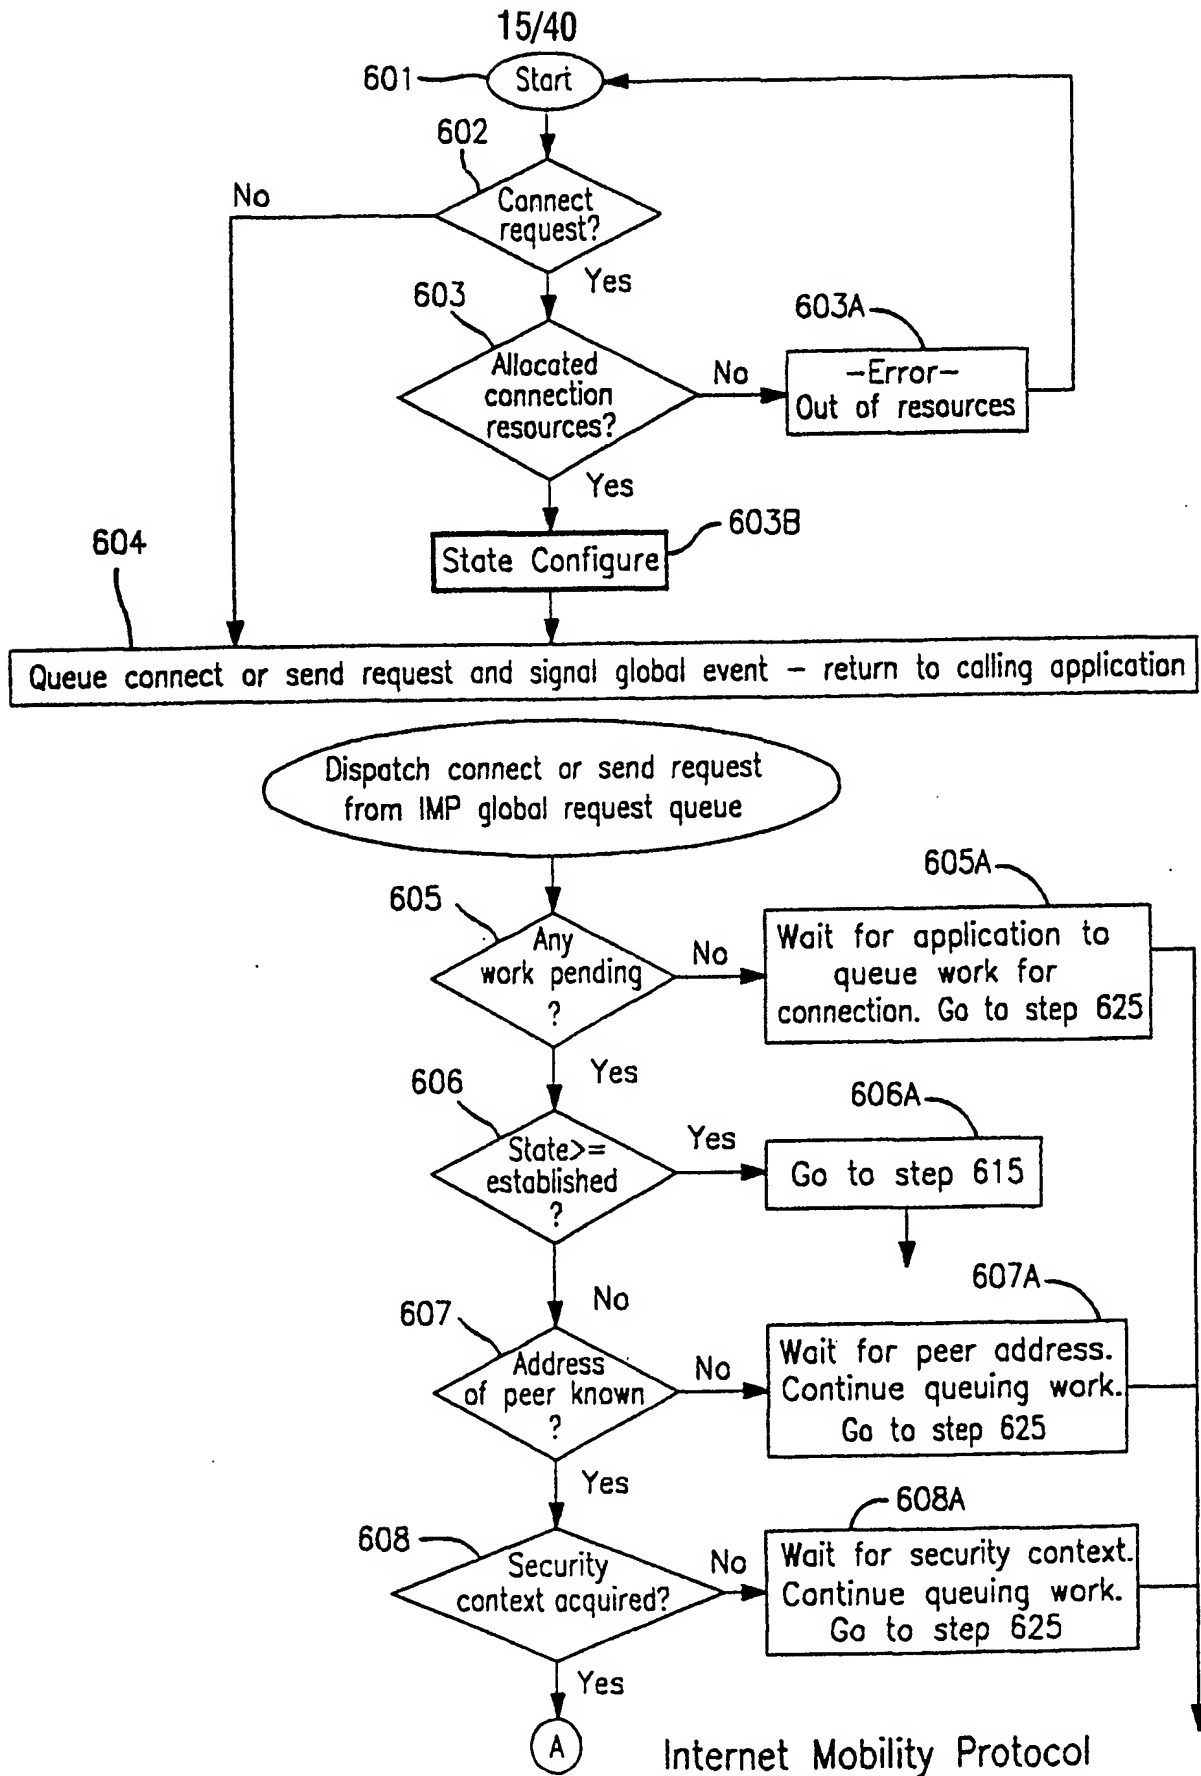 15/40
601
Start
602
No
Connect
request?
Yes
603
603A
Allocated
connection
resources?
No
-Error-
Out of resources
Yes
603B
State Configure
604
Queue connect or send request and signal global event – return to calling application
Dispatch connect or send request
from IMP global request queue
605
605A
Any
work pending
?
No
Wait for application to
queue work for
connection. Go to step 625
Yes
606
606A
State>=
established
?
Yes
Go to step 615
No
607
607A
Address
of peer known
?
No
Wait for peer address.
Continue queuing work.
Go to step 625
Yes
608
608A
Security
context acquired?
No
Wait for security context.
Continue queuing work.
Go to step 625
Yes
A
Internet Mobility Protocol